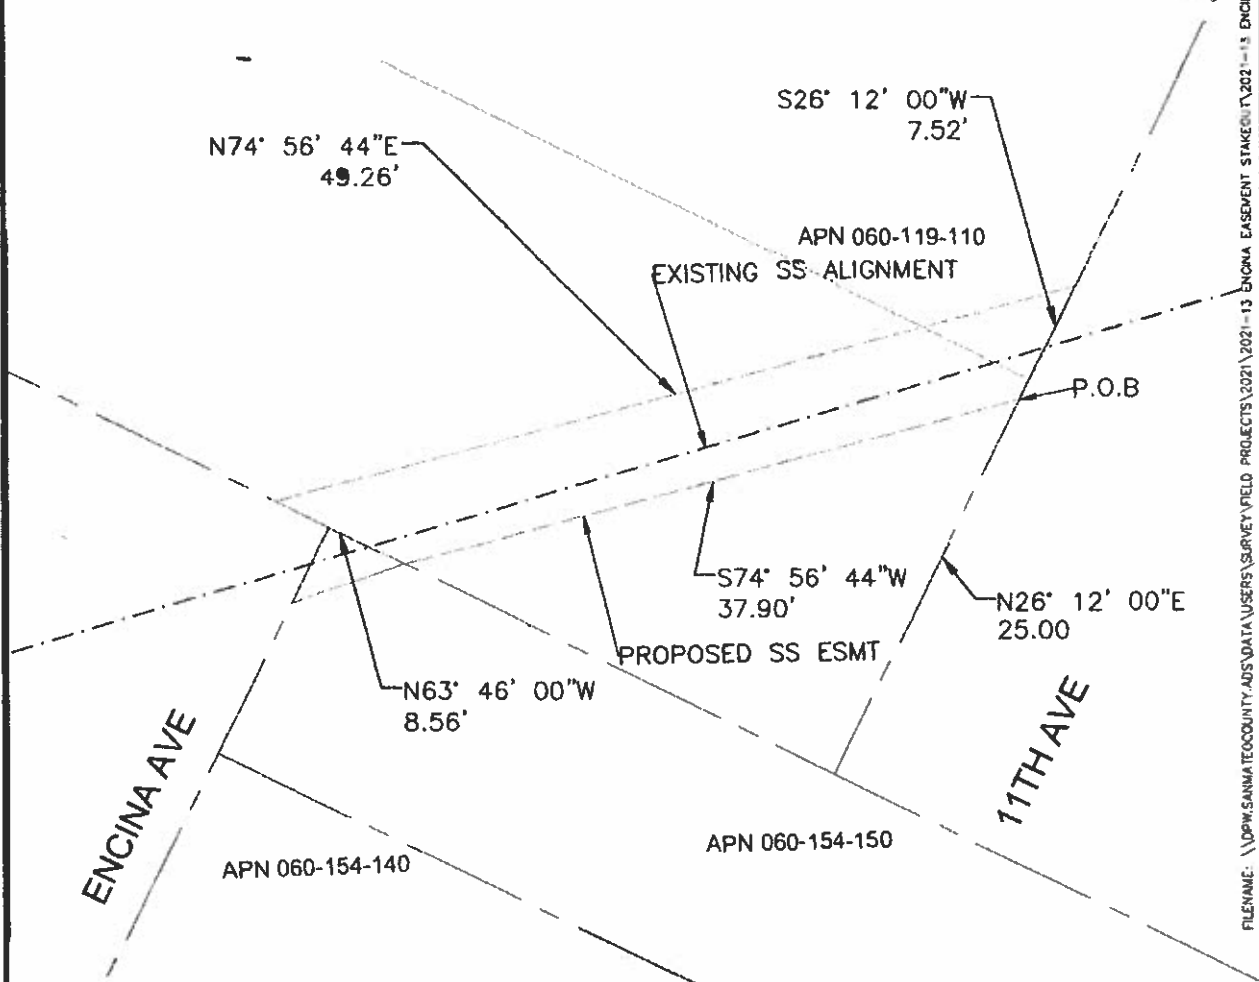 S26° 12' 00"W
7.52'
N74° 56' 44"E
49.26'
APN 060-119-110
EXISTING SS ALIGNMENT
P.O.B
S74° 56' 44"W
37.90'
N26° 12' 00"E
25.00
PROPOSED SS ESMT
N63° 46' 00"W
8.56'
ENCINA AVE
11TH AVE
APN 060-154-150
APN 060-154-140
FILENAME: \\DPW.SANMATEOCOUNTY.ADS\DATA\USERS\SURVEY\FIELD PROJECTS\2021\2021-13 ENCINA EASEMENT STAKEOUT\2021-13